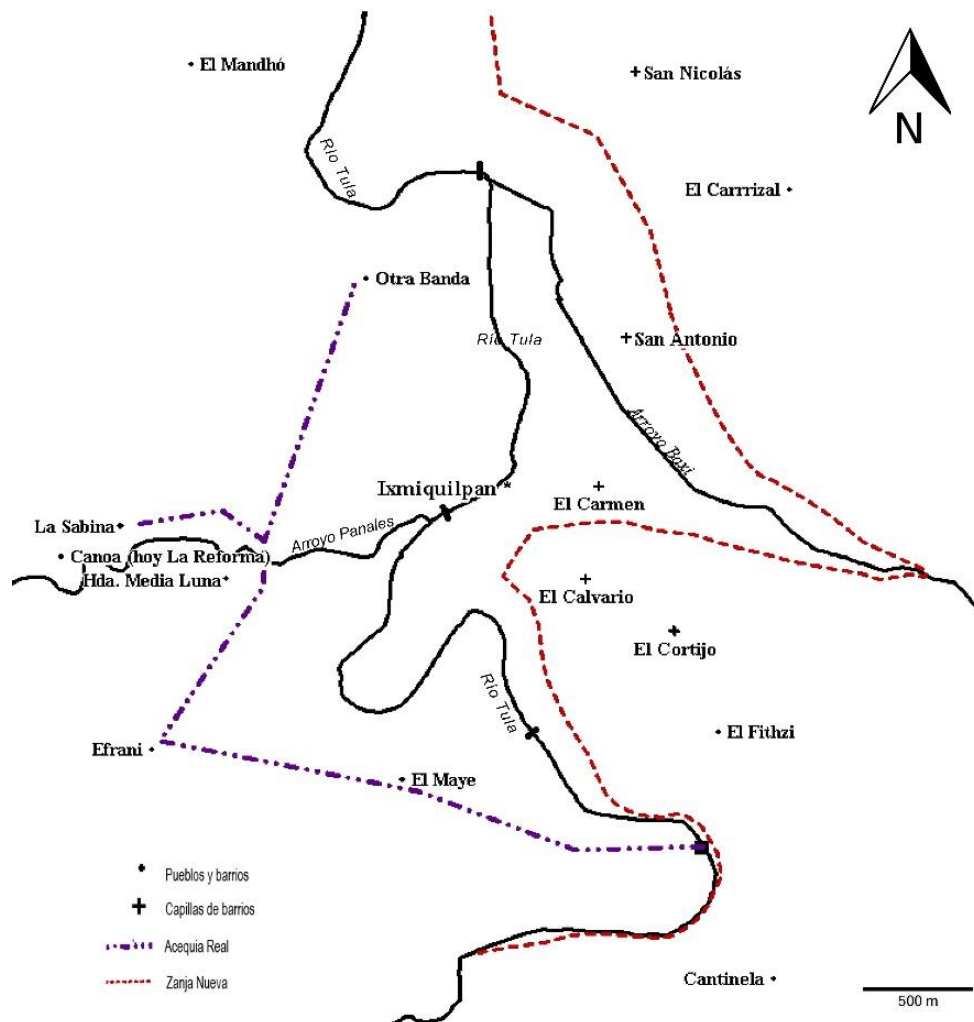 El Mandhó
San Nicolás
N
Río Tula
El Carrrizal
Otra Banda
Río Tula
San Antonio
Arroyo Boxi
Ixmiquilpan *
El Carmen
La Sabina
Arroyo Panales
Canoa (hoy La Reforma)
Hda. Media Luna
El Calvario
El Cortijo
Río Tula
Efrani
El Fithzi
El Maye
Pueblos y barrios
Capillas de barrios
Acequia Real
Zanja Nueva
Cantinela
500 m